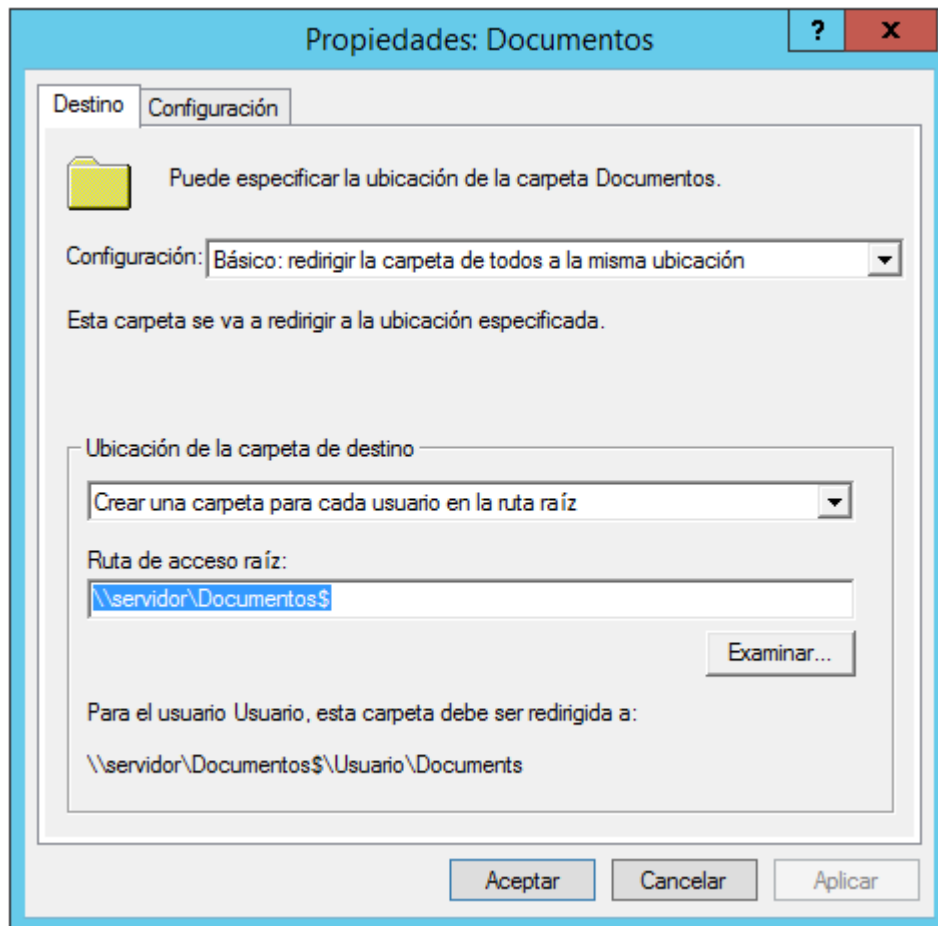 Propiedades: Documentos
?
x
Destino
Configuración
Puede especificar la ubicación de la carpeta Documentos.
Configuración: Básico: redirigir la carpeta de todos a la misma ubicación
Esta carpeta se va a redirigir a la ubicación especificada.
Ubicación de la carpeta de destino
Crear una carpeta para cada usuario en la ruta raíz
Ruta de acceso raíz:
\\servidor\Documentos$
Examinar...
Para el usuario Usuario, esta carpeta debe ser redirigida a:
\\servidor\Documentos$\Usuario\Documents
Aceptar
Cancelar
Aplicar